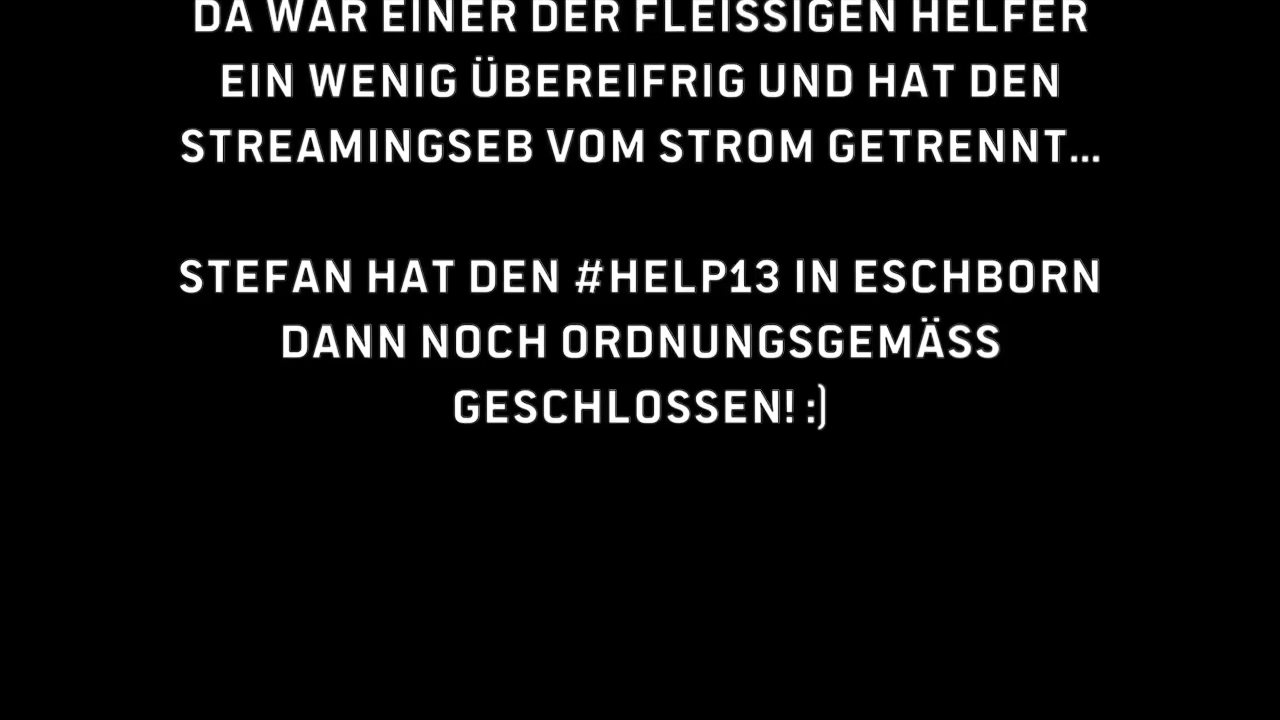 DA WAR EINER DER FLEISSIGEN HELFER
EIN WENIG ÜBEREIFRIG UND HAT DEN
STREAMINGSEB VOM STROM GETRENNT...
STEFAN HAT DEN #HELP13 IN ESCHBORN
DANN NOCH ORDNUNGSGEMÄSS
GESCHLOSSEN! :)